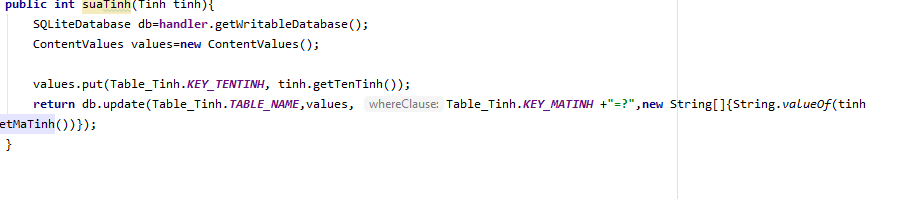 public int suaTinh(Tinh tinh){
SQLiteDatabase db=handler.getWritableDatabase();
ContentValues values=new ContentValues();
values.put(Table_Tinh.KEY_TENTINH, tinh.getTenTinh());
return db.update(Table_Tinh.TABLE_NAME,values, whereClause: Table_Tinh.KEY_MATINH +"=?",new String[]{String.valueOf(tinh
etMaTinh())});
}